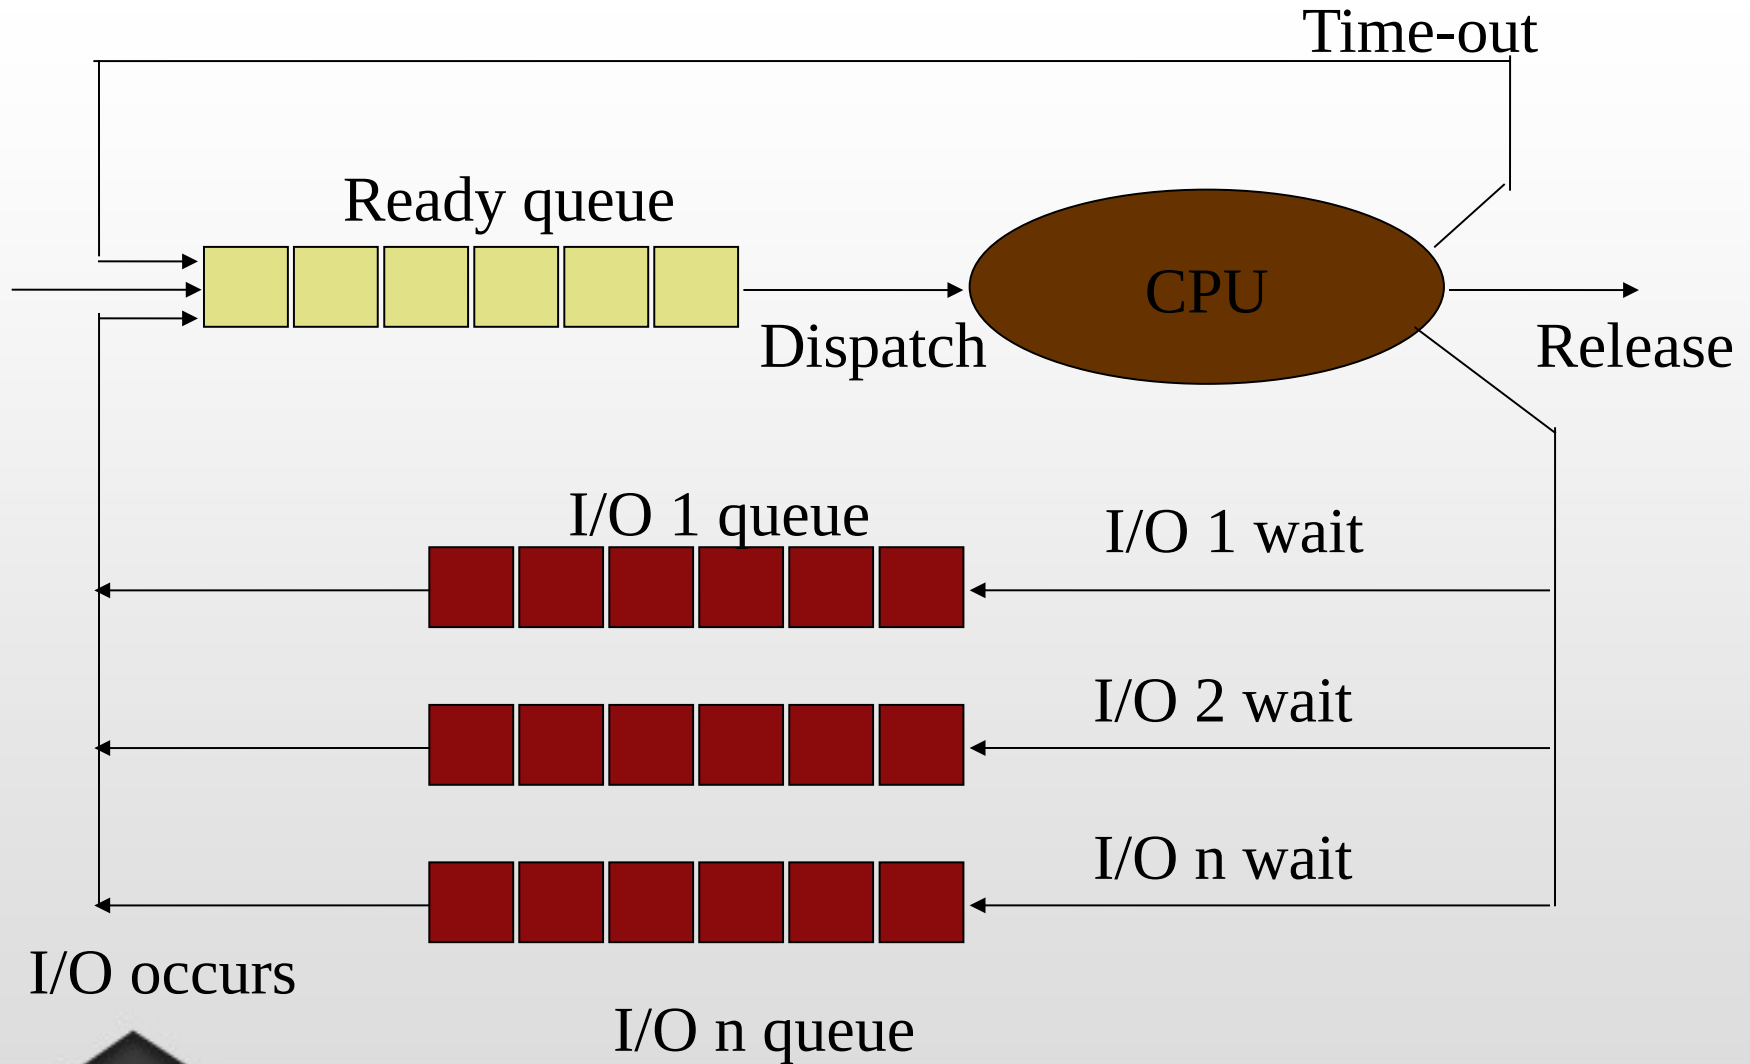 Time-out
Ready queue
CPU
Dispatch
Release
I/O 1 queue
I/O 1 wait
I/O 2 wait
I/O n wait
I/O occurs
I/O n queue